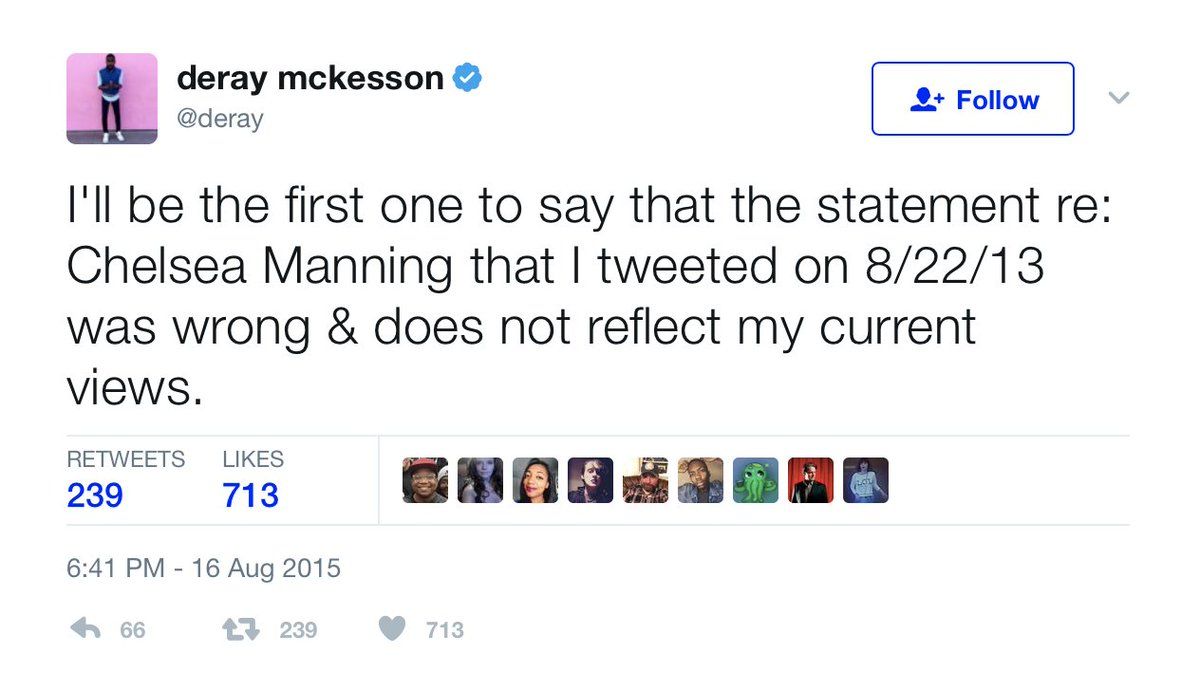 deray mckesson
@deray
Follow
I'll be the first one to say that the statement re:
Chelsea Manning that I tweeted on 8/22/13
was wrong & does not reflect my current
views.
RETWEETS LIKES
239 713
6:41 PM - 16 Aug 2015
66 239 713